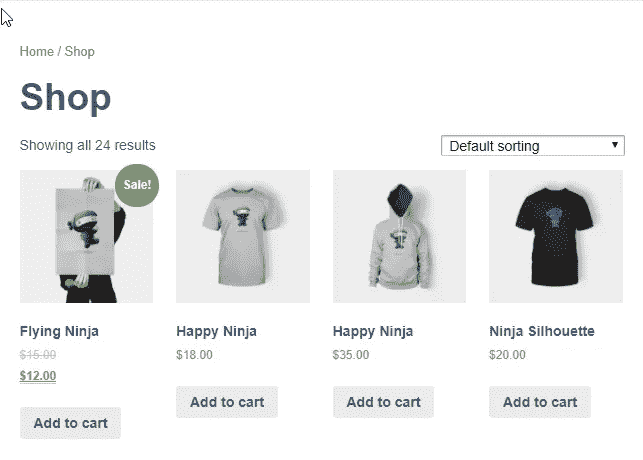 Home / Shop
Shop
Showing all 24 results
Default sorting
Sale!
Flying Ninja
$15.00
$12.00
Add to cart
Happy Ninja
$18.00
Add to cart
Happy Ninja
$35.00
Add to cart
Ninja Silhouette
$20.00
Add to cart